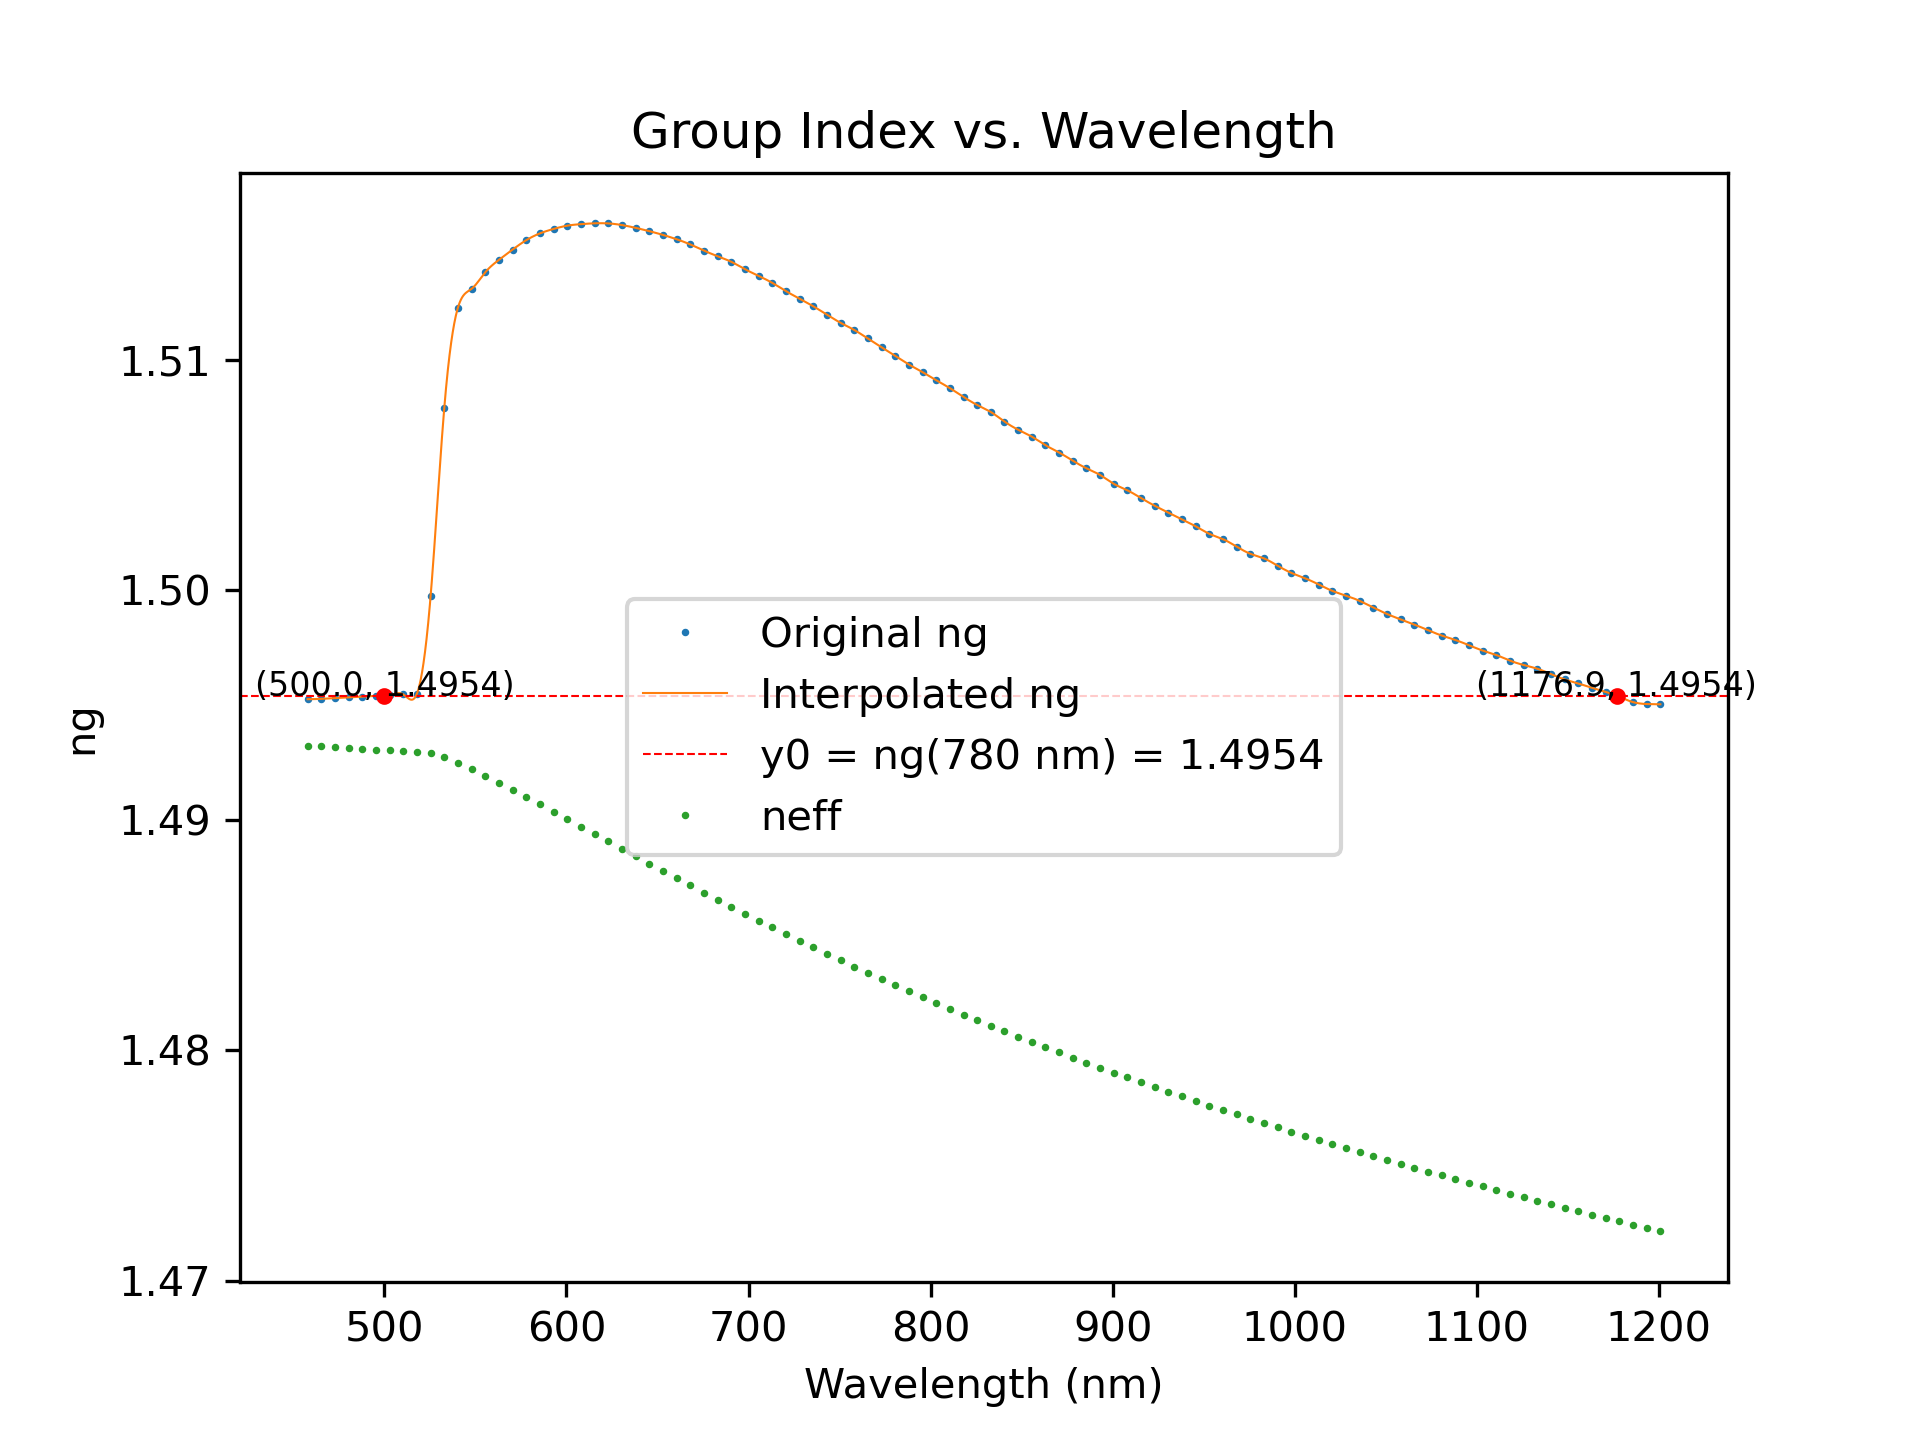 Group Index vs. Wavelength
ng
1.51
1.50
1.49
1.48
1.47
(500.0, 1.4954)
(1176.9, 1.4954)
Original ng
Interpolated ng
y0 = ng(780 nm) = 1.4954
neff
500 600 700 800 900 1000 1100 1200
Wavelength (nm)